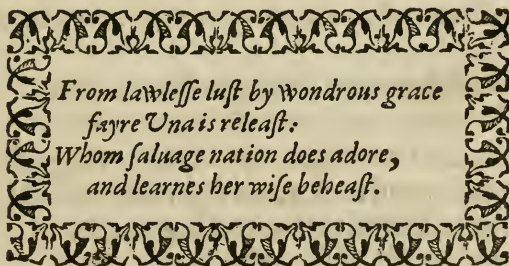 From lawlesse lust by wondrous grace
fayre Una is releast:
Whom saluage nation does adore,
and learnes her wise beheast.